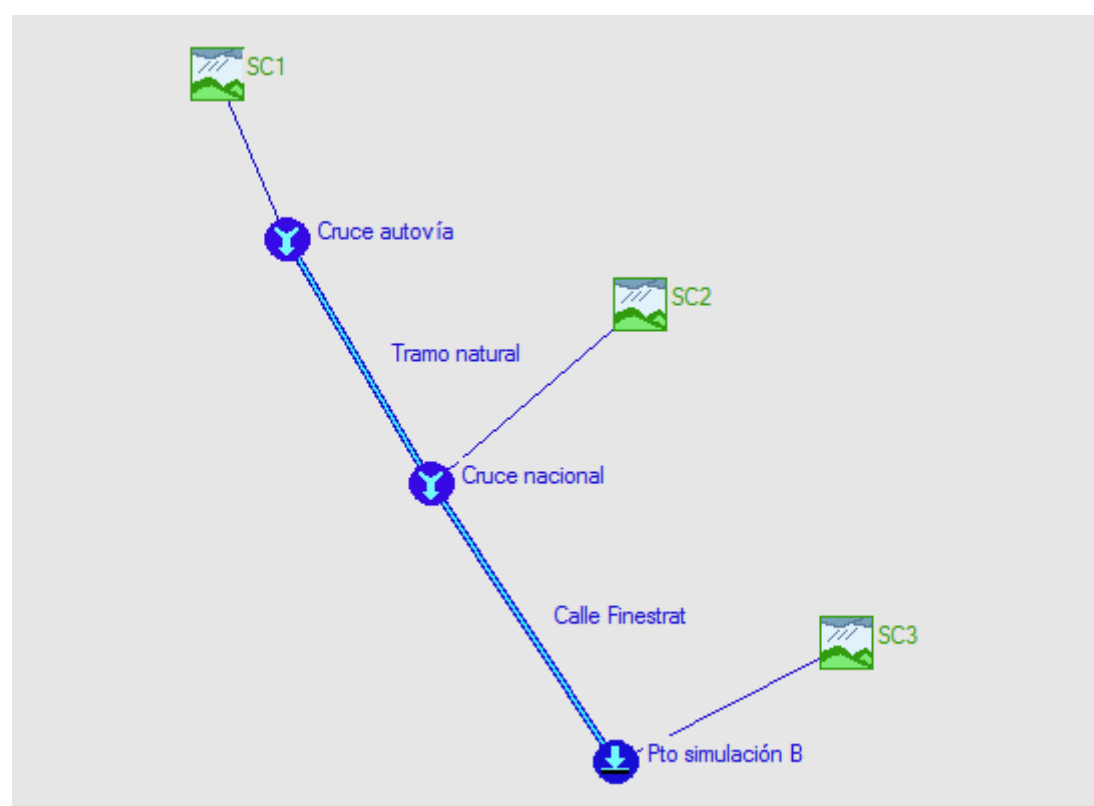 SC1
Cruce autovía
SC2
Tramo natural
Cruce nacional
Calle Finestrat
SC3
Pto simulación B